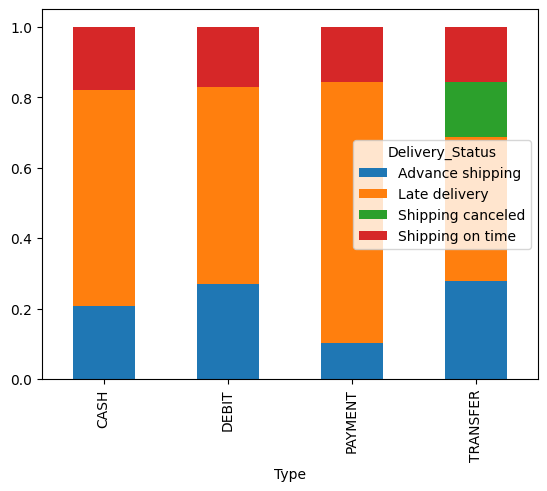 1.0
0.8
0.6
0.4
0.2
0.0
Delivery_Status
Advance shipping
Late delivery
Shipping canceled
Shipping on time
CASH
DEBIT
PAYMENT
TRANSFER
Type